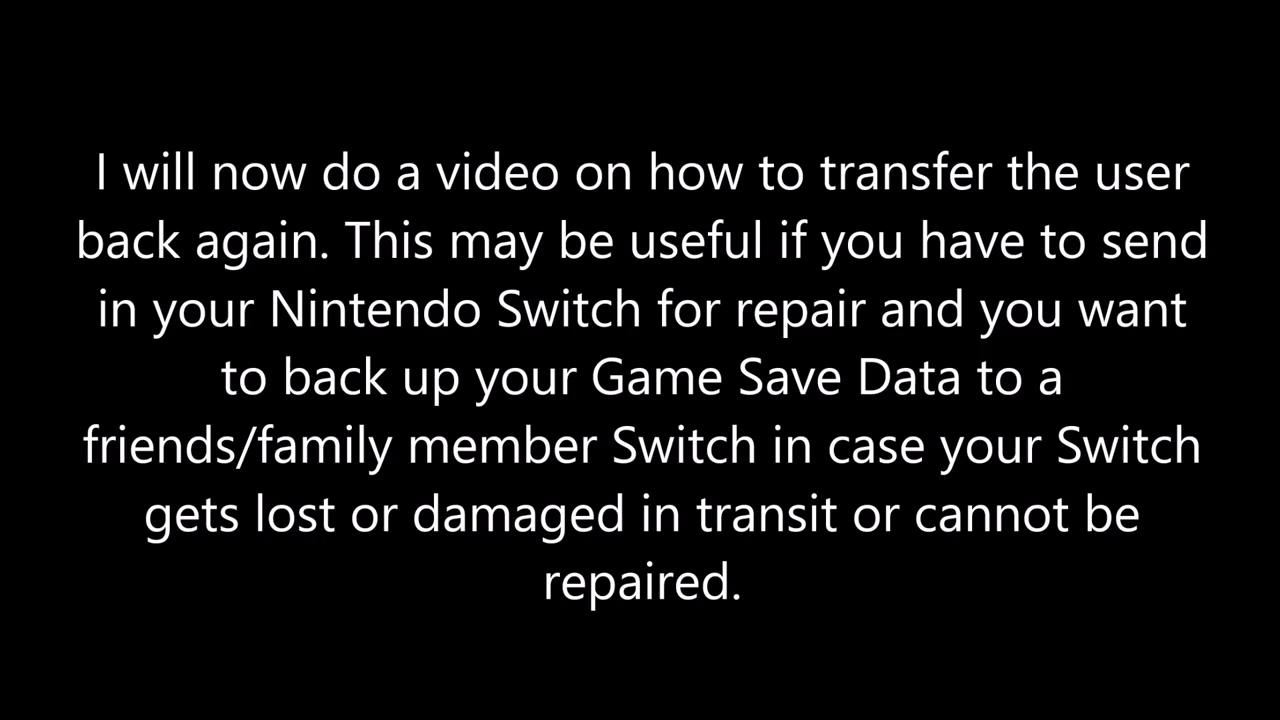 I will now do a video on how to transfer the user
back again. This may be useful if you have to send
in your Nintendo Switch for repair and you want
to back up your Game Save Data to a
friends/family member Switch in case your Switch
gets lost or damaged in transit or cannot be
repaired.